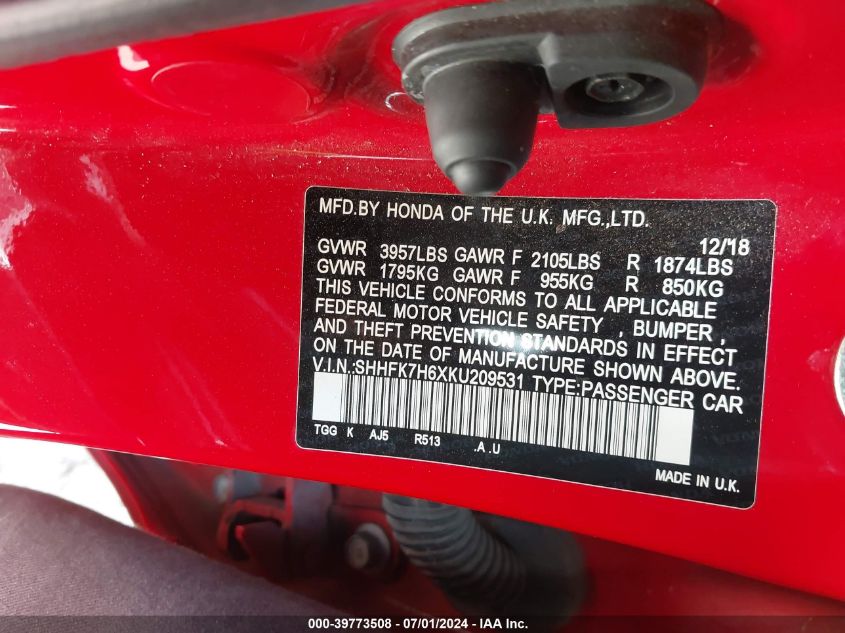 MFD.BY HONDA OF THE U.K. MFG.,LTD.
12/18
GVWR 3957LBS GAWR F 2105LBS R 1874LBS
GVWR 1795KG GAWR F 955KG R 850KG
THIS VEHICLE CONFORMS TO ALL APPLICABLE
FEDERAL MOTOR VEHICLE SAFETY , BUMPER ,
AND THEFT PREVENTION STANDARDS IN EFFECT
ON THE DATE OF MANUFACTURE SHOWN ABOVE.
V.I.N.:SHHFK7H6XKU209531 TYPE:PASSENGER CAR
TGG K AJ5 R513 .A .U
MADE IN U.K.
000-39773508 - 07/01/2024 - IAA Inc.